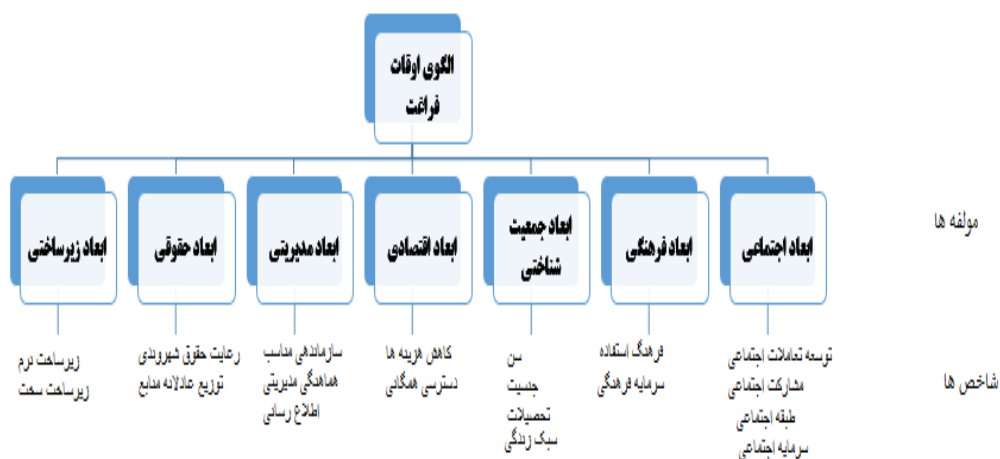 الگوی اوقات
فراغت
مولفه ها
ابعاد اجتماعی
ابعاد فرهنگی
ابعاد جمعیت
شناختی
ابعاد اقتصادی
ابعاد مدیریتی
ابعاد حقوقی
ابعاد زیرساختی
شاخص ها
توسعه تعاملات اجتماعی
مشارکت اجتماعی
طبقه اجتماعی
سرمایه اجتماعی
فرهنگ استفاده
سرمایه فرهنگی
سن
جنسیت
تحصیلات
سبک زندگی
کاهش هزینه ها
دسترسی همگانی
سازماندهی مناسب
هماهنگی مدیریتی
اطلاع رسانی
رعایت حقوق شهروندی
توزیع عادلانه منابع
زیرساخت نرم
زیرساخت سخت